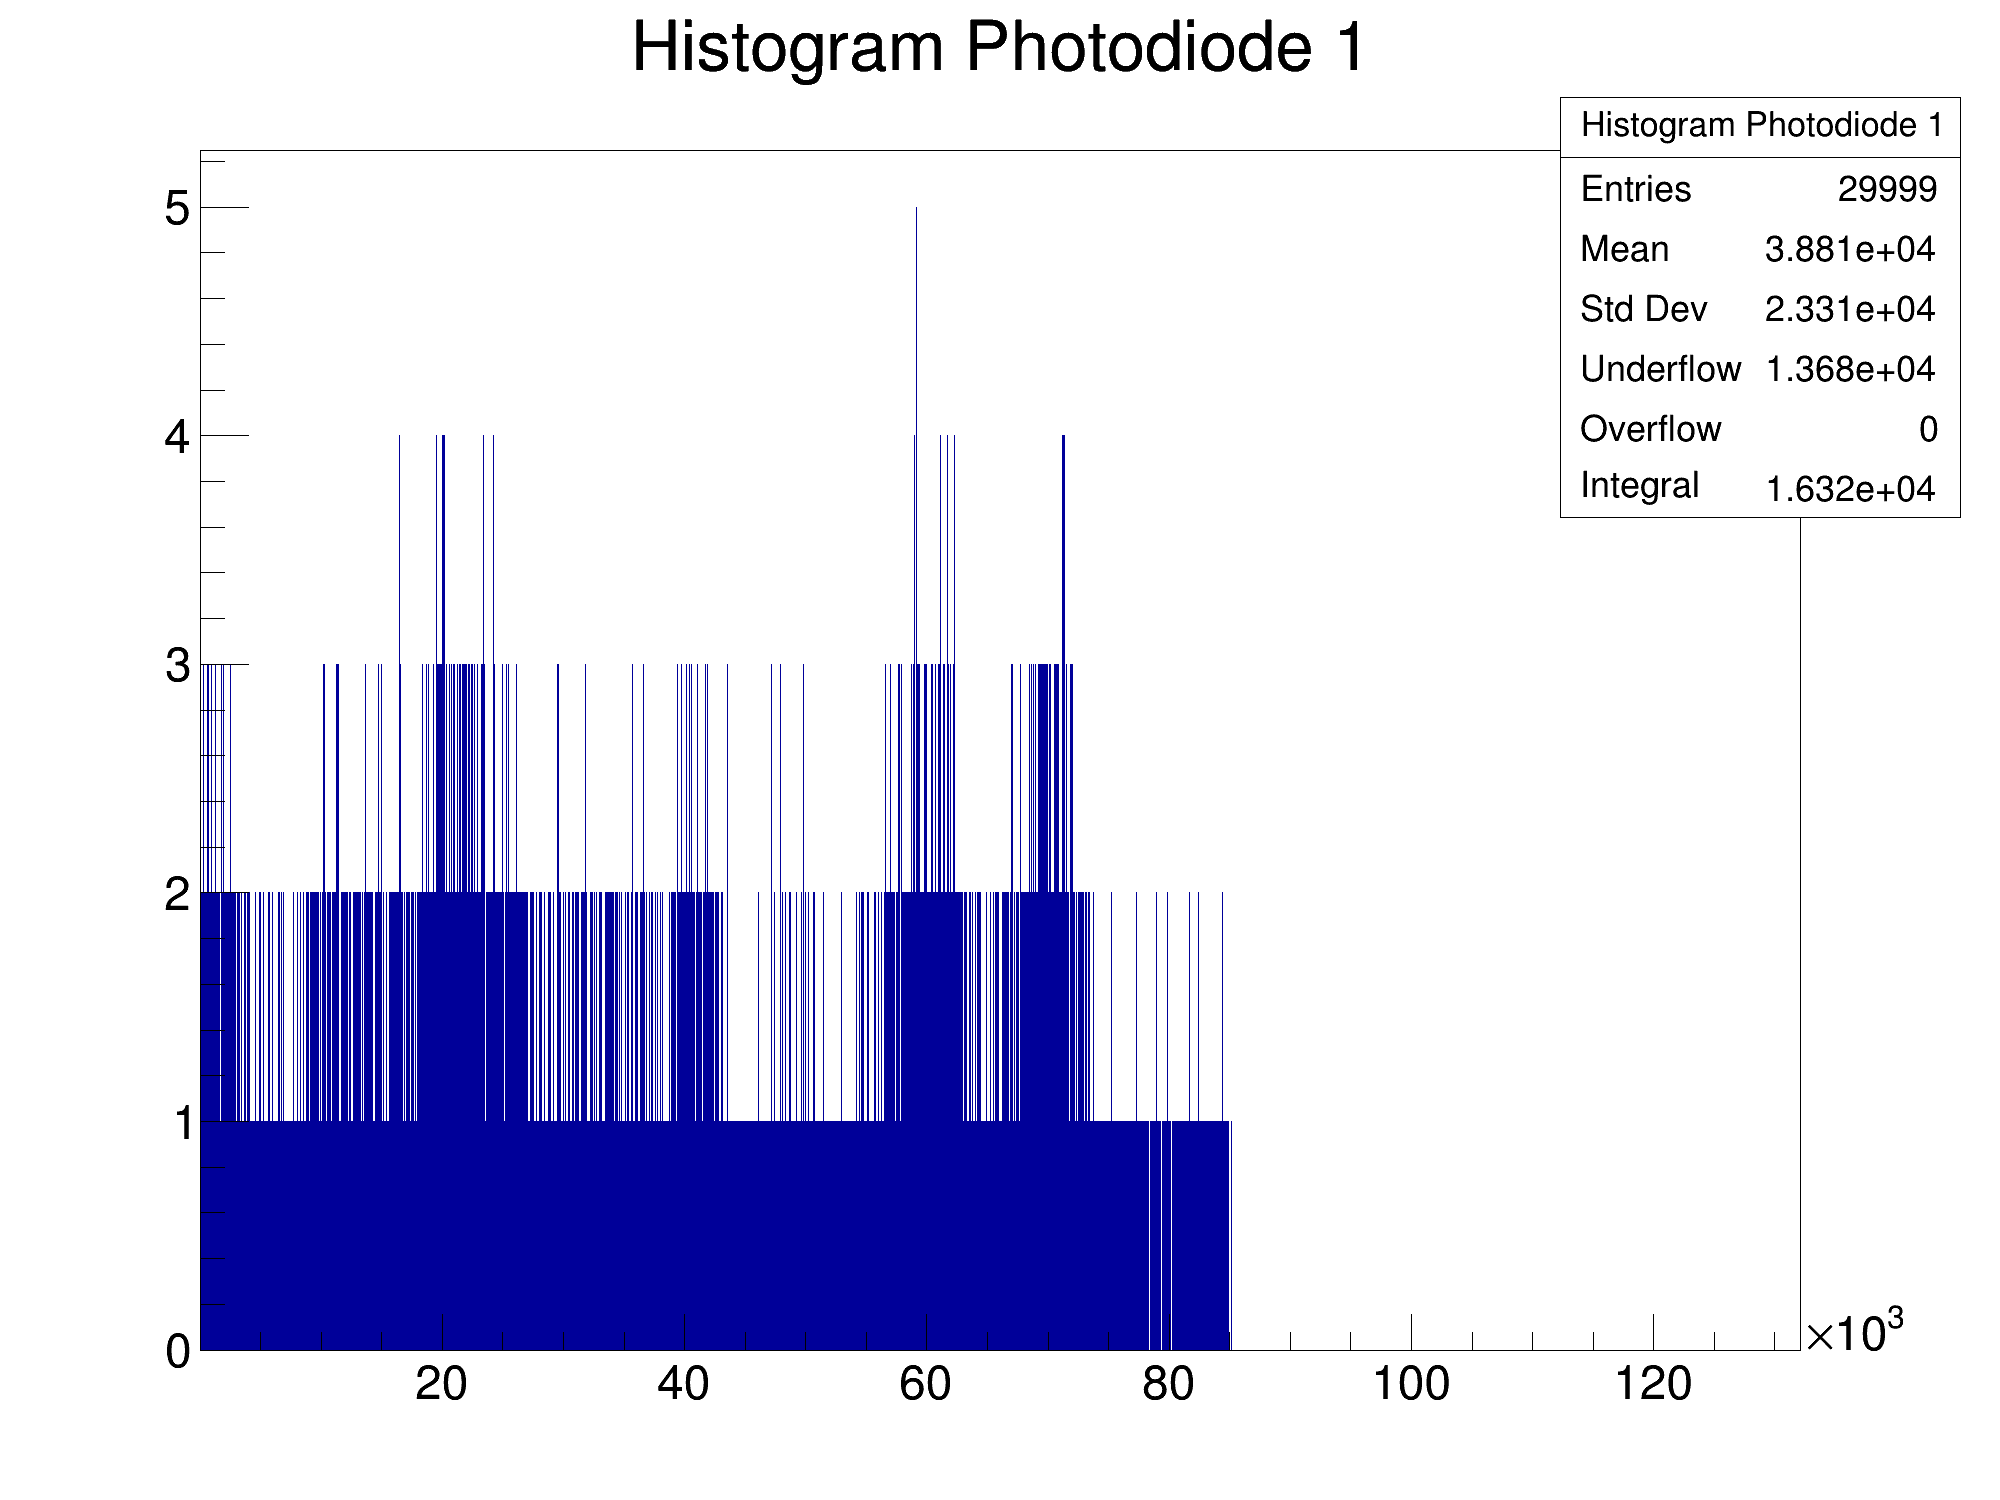 Histogram Photodiode 1
Histogram Photodiode 1
Entries 29999
Mean 3.881e+04
Std Dev 2.331e+04
Underflow 1.368e+04
Overflow 0
Integral 1.632e+04
5
4
3
2
1
0
20 40 60 80 100 120
×10³